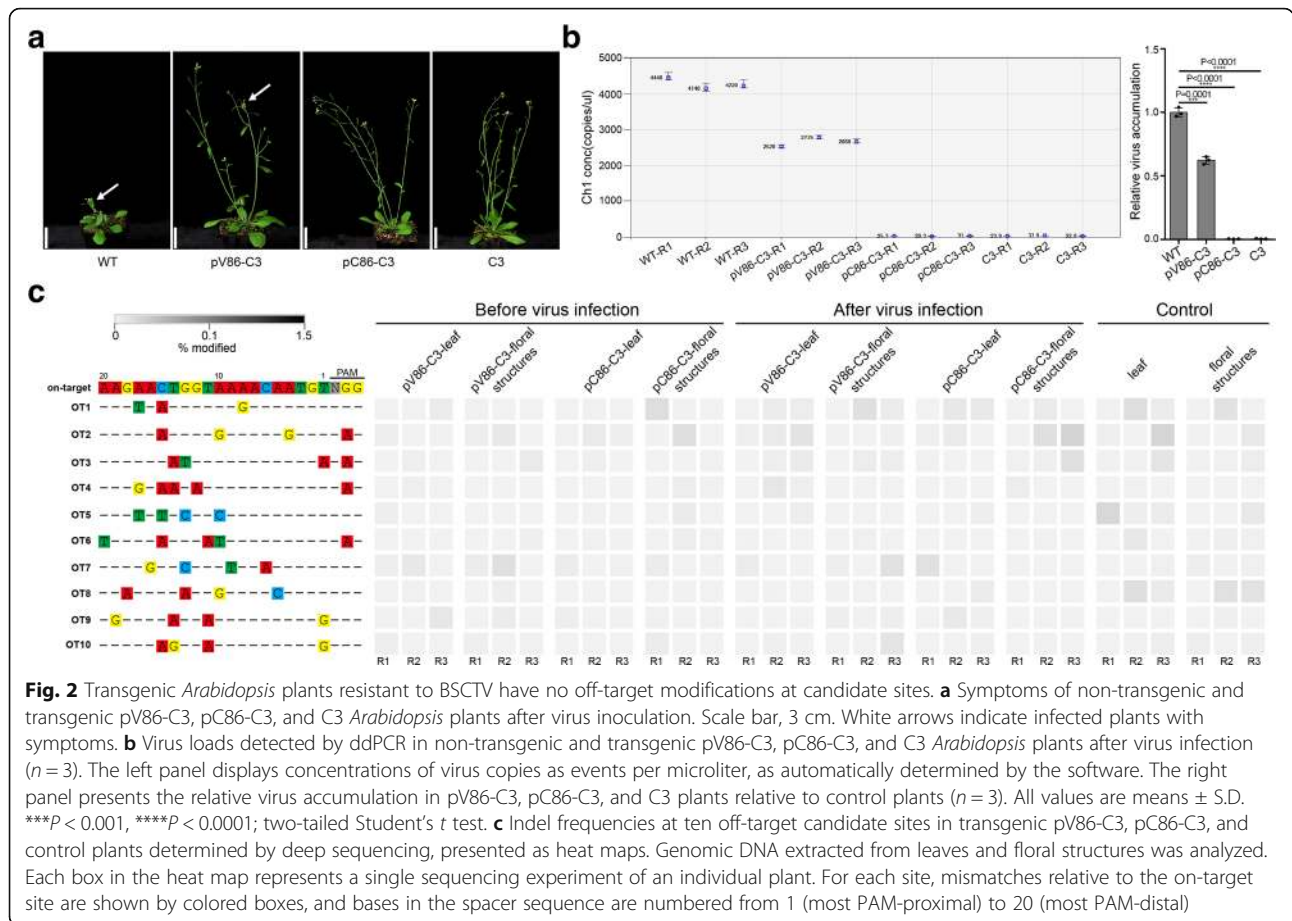 a
WT
pV86-C3
pC86-C3
C3
b
Ch1 conc(copies/ul)
5000
4000
3000
2000
1000
0
WT-R1
WT-R2
WT-R3
pV86-C3-R1
pV86-C3-R2
pV86-C3-R3
pC86-C3-R1
pC86-C3-R2
pC86-C3-R3
C3-R1
C3-R2
C3-R3
Relative virus accumulation
1.5
1.0
0.5
0.0
P<0.0001
****
P<0.0001
****
P=0.0001
***
WT
pV86-C3
pC86-C3
C3
c
0 0.1 1.5
% modified
Before virus infection
After virus infection
Control
pV86-C3-leaf
pV86-C3-floral structures
pC86-C3-leaf
pC86-C3-floral structures
pV86-C3-leaf
pV86-C3-floral structures
pC86-C3-leaf
pC86-C3-floral structures
leaf
floral structures
20 10 1 PAM
on-target AAGAACTGGTAAAACAATGTNGG
OT1 ---T-A------G----------
OT2 -----A----G-----G----A-
OT3 ------AT-----------A-A-
OT4 ---G-AA-A------------A-
OT5 ---T-T-C--C------------
OT6 T----A---AT----------A-
OT7 ----G--C---T--A--------
OT8 --A----A--G----C-------
OT9 -G----A--A---------G---
OT10 -----AG--A---------G---
R1 R2 R3 R1 R2 R3 R1 R2 R3 R1 R2 R3 R1 R2 R3 R1 R2 R3 R1 R2 R3 R1 R2 R3 R1 R2 R3 R1 R2 R3
Fig. 2 Transgenic Arabidopsis plants resistant to BSCTV have no off-target modifications at candidate sites. a Symptoms of non-transgenic and
transgenic pV86-C3, pC86-C3, and C3 Arabidopsis plants after virus inoculation. Scale bar, 3 cm. White arrows indicate infected plants with
symptoms. b Virus loads detected by ddPCR in non-transgenic and transgenic pV86-C3, pC86-C3, and C3 Arabidopsis plants after virus infection
(n = 3). The left panel displays concentrations of virus copies as events per microliter, as automatically determined by the software. The right
panel presents the relative virus accumulation in pV86-C3, pC86-C3, and C3 plants relative to control plants (n = 3). All values are means ± S.D.
***P < 0.001, ****P < 0.0001; two-tailed Student's t test. c Indel frequencies at ten off-target candidate sites in transgenic pV86-C3, pC86-C3, and
control plants determined by deep sequencing, presented as heat maps. Genomic DNA extracted from leaves and floral structures was analyzed.
Each box in the heat map represents a single sequencing experiment of an individual plant. For each site, mismatches relative to the on-target
site are shown by colored boxes, and bases in the spacer sequence are numbered from 1 (most PAM-proximal) to 20 (most PAM-distal)